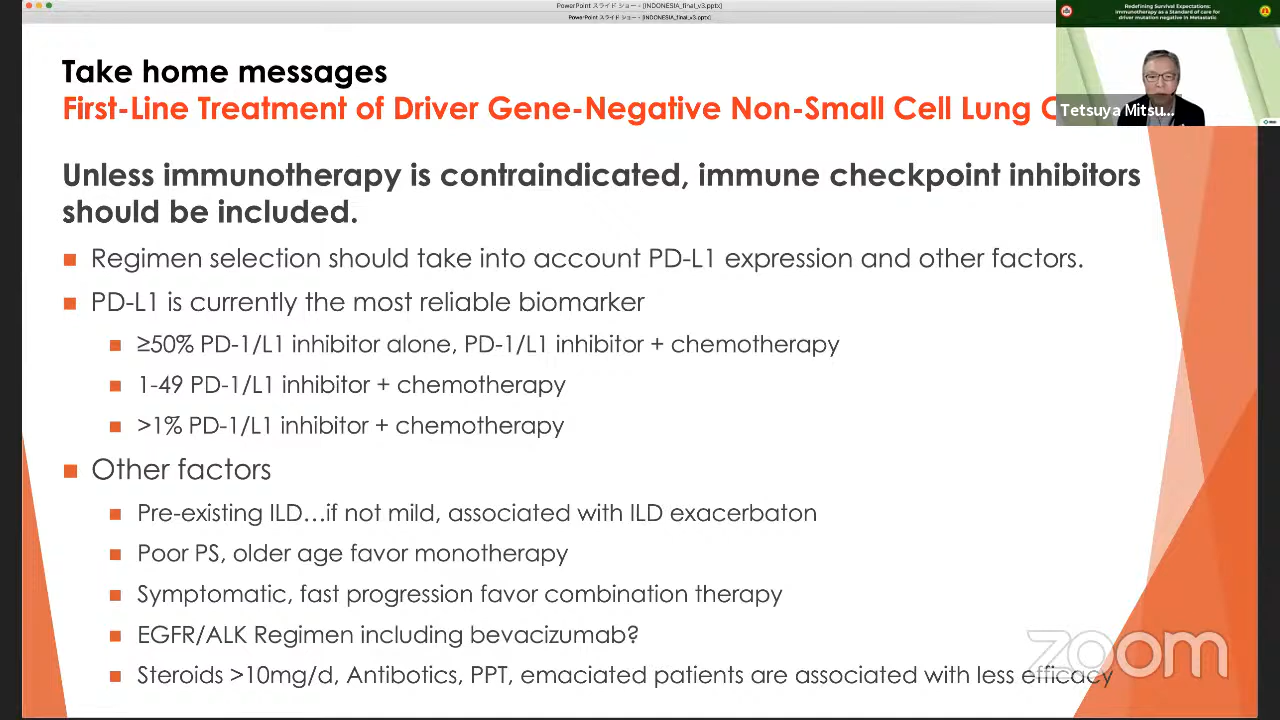 PowerPoint スライド ショー - [INDONESIA_final_v3.pptx]
PowerPoint スライド ショー - [INDONESIA_final_v3.pptx]
Redefining Survival Expectations:
Immunotherapy as a Standard of care for
driver mutation negative in Metastatic
Tetsuya Mitsu...
Take home messages
First-Line Treatment of Driver Gene-Negative Non-Small Cell Lung C
Unless immunotherapy is contraindicated, immune checkpoint inhibitors
should be included.
Regimen selection should take into account PD-L1 expression and other factors.
PD-L1 is currently the most reliable biomarker
≥50% PD-1/L1 inhibitor alone, PD-1/L1 inhibitor + chemotherapy
1-49 PD-1/L1 inhibitor + chemotherapy
>1% PD-1/L1 inhibitor + chemotherapy
Other factors
Pre-existing ILD...if not mild, associated with ILD exacerbaton
Poor PS, older age favor monotherapy
Symptomatic, fast progression favor combination therapy
EGFR/ALK Regimen including bevacizumab?
Steroids >10mg/d, Antibotics, PPT, emaciated patients are associated with less efficacy
zoom